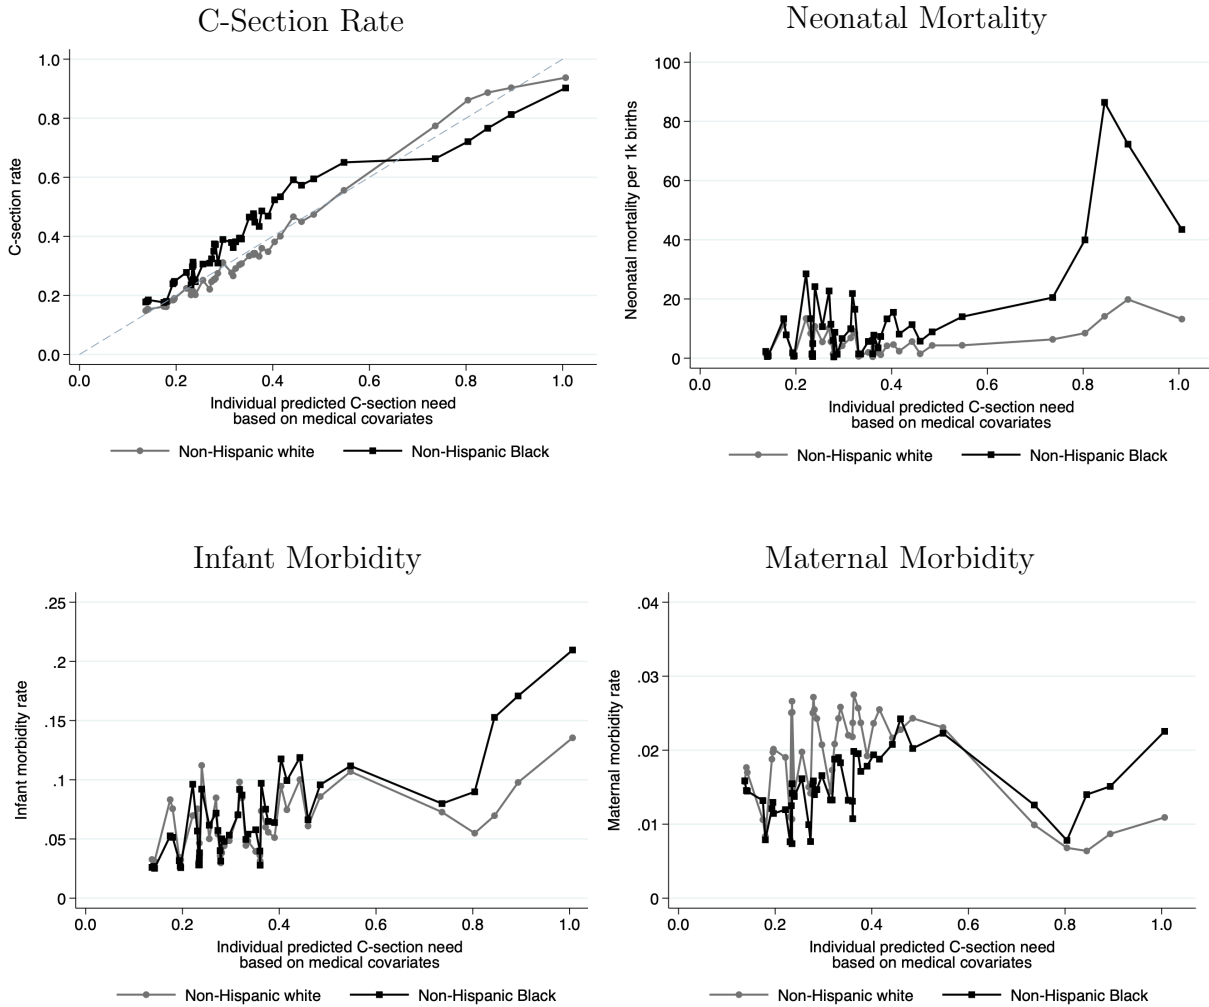 C-Section Rate
1.0
0.8
0.6
0.4
0.2
0.0
C-section rate
0.0 0.2 0.4 0.6 0.8 1.0
Individual predicted C-section need
based on medical covariates
Non-Hispanic white Non-Hispanic Black
Neonatal Mortality
100
80
60
40
20
0
Neonatal mortality per 1k births
0.0 0.2 0.4 0.6 0.8 1.0
Individual predicted C-section need
based on medical covariates
Non-Hispanic white Non-Hispanic Black
Infant Morbidity
.25
.2
.15
.1
.05
0
Infant morbidity rate
0.0 0.2 0.4 0.6 0.8 1.0
Individual predicted C-section need
based on medical covariates
Non-Hispanic white Non-Hispanic Black
Maternal Morbidity
.04
.03
.02
.01
0
Maternal morbidity rate
0.0 0.2 0.4 0.6 0.8 1.0
Individual predicted C-section need
based on medical covariates
Non-Hispanic white Non-Hispanic Black